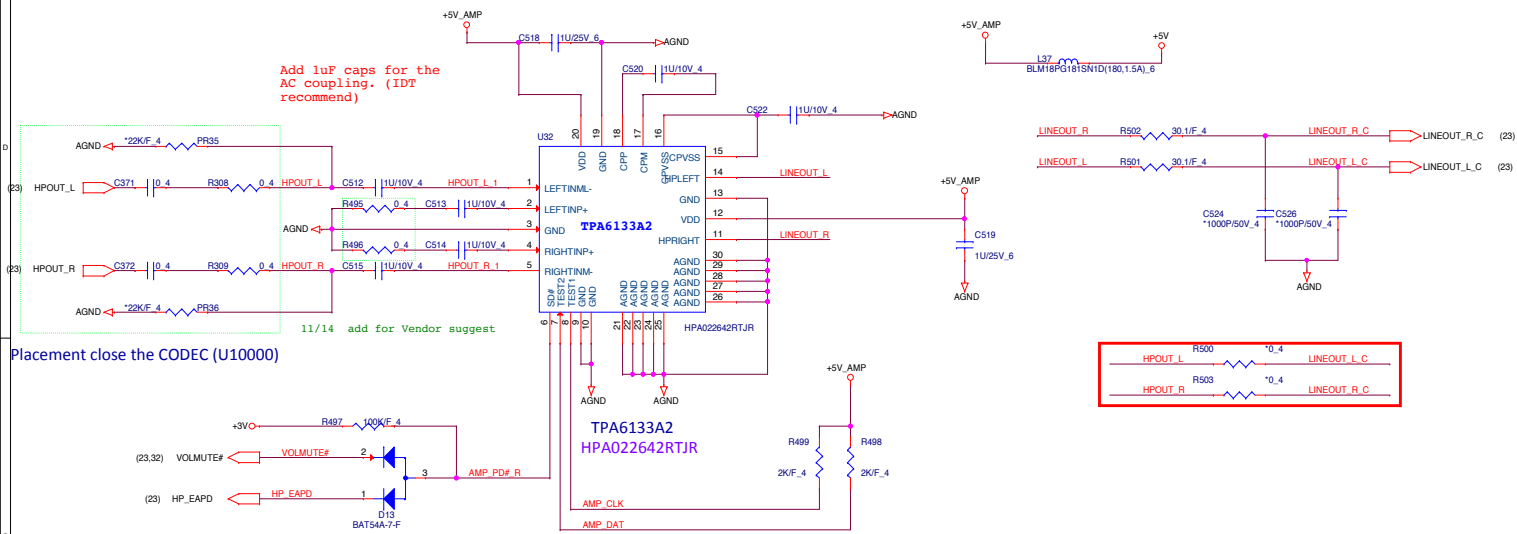 +5V_AMP
C518
1U/25V_6
AGND
+5V_AMP
+5V
L37
BLM18PG181SN1D(180,1.5A)_6
Add 1uF caps for the
AC coupling. (IDT
recommend)
C520
1U/10V_4
C522
1U/10V_4
AGND
U32
20
19
18
17
16
VDD
GND
CPP
CPM
CPVSS
CPVSS
15
HPLEFT
14
LINEOUT_L
GND
13
VDD
12
HPRIGHT
11
LINEOUT_R
AGND
30
AGND
29
AGND
28
AGND
27
AGND
26
D
AGND
*22K/F_4
PR35
(23)
HPOUT_L
C371
0_4
R308
0_4
HPOUT_L
C512
1U/10V_4
HPOUT_L_1
1
LEFTINML-
R495
0_4
C513
1U/10V_4
2
LEFTINP+
AGND
3
GND
TPA6133A2
R496
0_4
C514
1U/10V_4
4
RIGHTINP+
(23)
HPOUT_R
C372
0_4
R309
0_4
HPOUT_R
C515
1U/10V_4
HPOUT_R_1
5
RIGHTINM-
AGND
*22K/F_4
PR36
11/14 add for Vendor suggest
Placement close the CODEC (U10000)
SD#
TEST2
TEST1
GND
GND
AGND
AGND
AGND
AGND
AGND
6
7
8
9
10
21
22
23
24
25
HPA022642RTJR
+5V_AMP
C519
1U/25V_6
AGND
LINEOUT_R
R502
30.1/F_4
LINEOUT_R_C
LINEOUT_R_C
(23)
LINEOUT_L
R501
30.1/F_4
LINEOUT_L_C
LINEOUT_L_C
(23)
C524
*1000P/50V_4
C526
*1000P/50V_4
AGND
HPOUT_L
R500
*0_4
LINEOUT_L_C
HPOUT_R
R503
*0_4
LINEOUT_R_C
AGND
AGND
TPA6133A2
HPA022642RTJR
+5V_AMP
R499
2K/F_4
R498
2K/F_4
+3V
R497
100K/F_4
(23,32)
VOLMUTE#
VOLMUTE#
2
3
AMP_PD#_R
(23)
HP_EAPD
HP_EAPD
1
D13
BAT54A-7-F
AMP_CLK
AMP_DAT